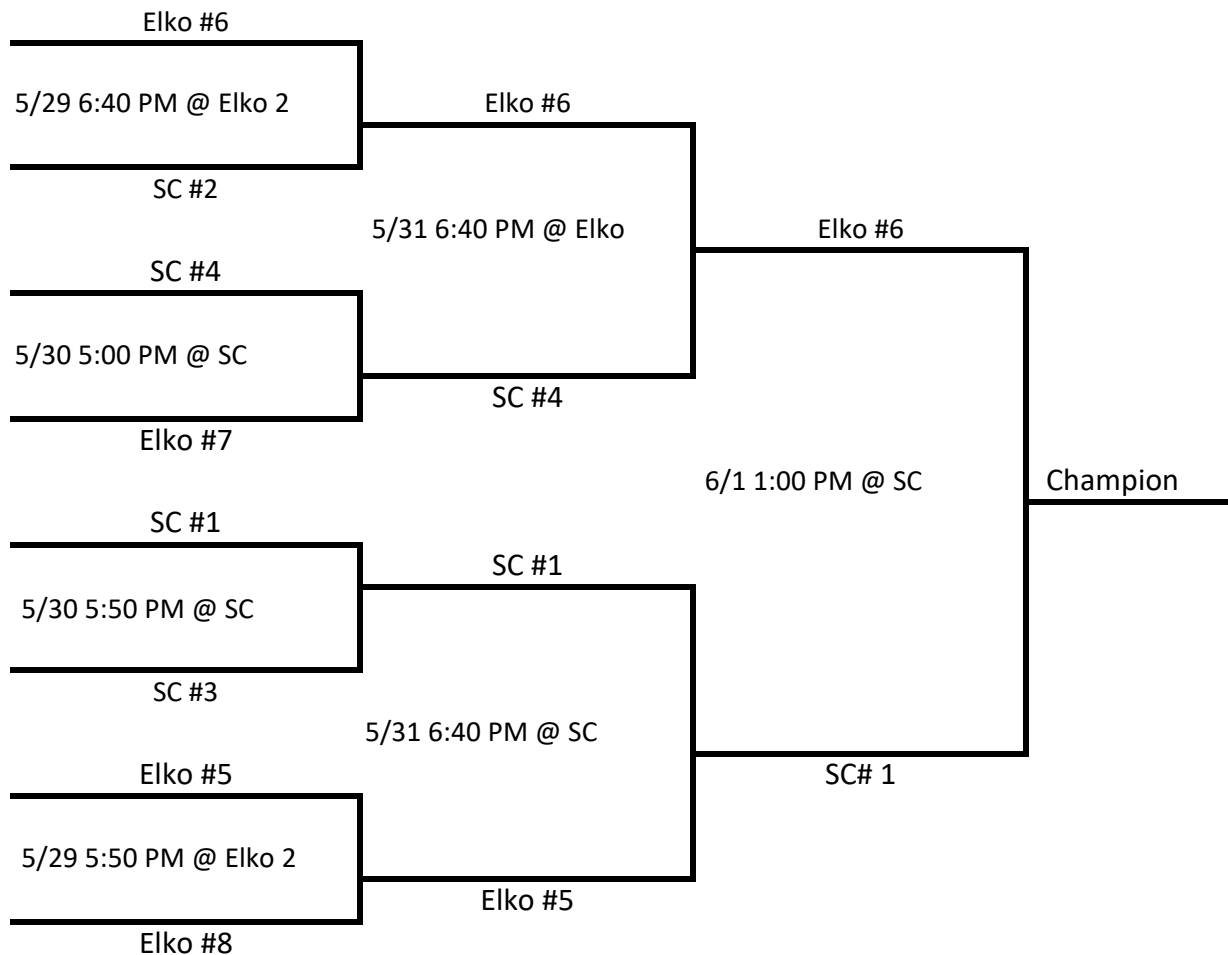 Elko #6
5/29 6:40 PM @ Elko 2
SC #2
SC #4
5/30 5:00 PM @ SC
Elko #7
SC #1
5/30 5:50 PM @ SC
SC #3
Elko #5
5/29 5:50 PM @ Elko 2
Elko #8
Elko #6
5/31 6:40 PM @ Elko
SC #4
SC #1
5/31 6:40 PM @ SC
Elko #5
Elko #6
6/1 1:00 PM @ SC
SC# 1
Champion